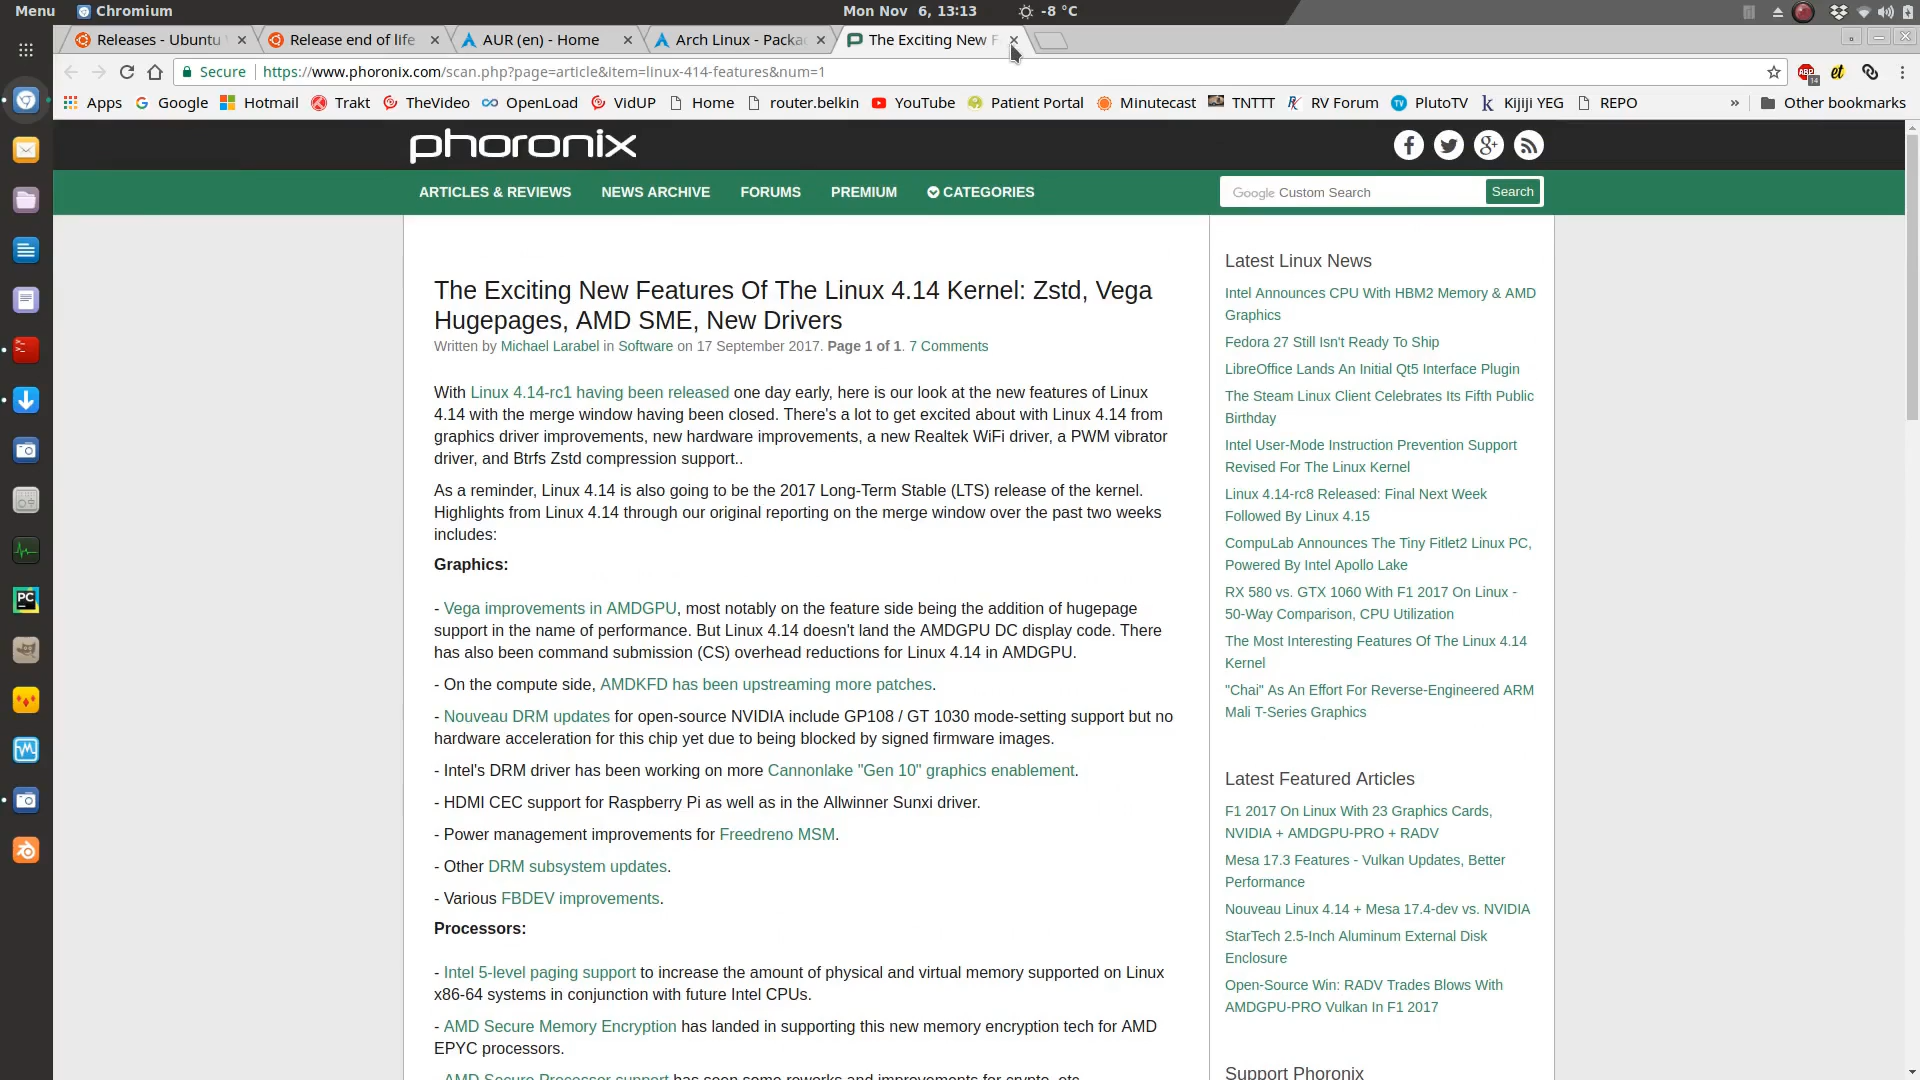 Menu Chromium Mon Nov 6, 13:13 -8 °C
Releases - Ubuntu Release end of life AUR (en) - Home Arch Linux - Packa The Exciting New F
Secure https://www.phoronix.com/scan.php?page=article&item=linux-414-features&num=1 ABP 14
Apps Google Hotmail Trakt TheVideo OpenLoad VidUP Home router.belkin YouTube Patient Portal Minutecast TNTTT RV Forum PlutoTV Kijiji YEG REPO » Other bookmarks
phoronix
ARTICLES & REVIEWS NEWS ARCHIVE FORUMS PREMIUM CATEGORIES Google Custom Search Search
The Exciting New Features Of The Linux 4.14 Kernel: Zstd, Vega
Hugepages, AMD SME, New Drivers
Written by Michael Larabel in Software on 17 September 2017. Page 1 of 1. 7 Comments
With Linux 4.14-rc1 having been released one day early, here is our look at the new features of Linux
4.14 with the merge window having been closed. There's a lot to get excited about with Linux 4.14 from
graphics driver improvements, new hardware improvements, a new Realtek WiFi driver, a PWM vibrator
driver, and Btrfs Zstd compression support..
As a reminder, Linux 4.14 is also going to be the 2017 Long-Term Stable (LTS) release of the kernel.
Highlights from Linux 4.14 through our original reporting on the merge window over the past two weeks
includes:
Graphics:
- Vega improvements in AMDGPU, most notably on the feature side being the addition of hugepage
support in the name of performance. But Linux 4.14 doesn't land the AMDGPU DC display code. There
has also been command submission (CS) overhead reductions for Linux 4.14 in AMDGPU.
- On the compute side, AMDKFD has been upstreaming more patches.
- Nouveau DRM updates for open-source NVIDIA include GP108 / GT 1030 mode-setting support but no
hardware acceleration for this chip yet due to being blocked by signed firmware images.
- Intel's DRM driver has been working on more Cannonlake "Gen 10" graphics enablement.
- HDMI CEC support for Raspberry Pi as well as in the Allwinner Sunxi driver.
- Power management improvements for Freedreno MSM.
- Other DRM subsystem updates.
- Various FBDEV improvements.
Processors:
- Intel 5-level paging support to increase the amount of physical and virtual memory supported on Linux
x86-64 systems in conjunction with future Intel CPUs.
- AMD Secure Memory Encryption has landed in supporting this new memory encryption tech for AMD
EPYC processors.
- AMD Secure Processor support has seen some reworks and improvements for crypto, etc.
Latest Linux News
Intel Announces CPU With HBM2 Memory & AMD
Graphics
Fedora 27 Still Isn't Ready To Ship
LibreOffice Lands An Initial Qt5 Interface Plugin
The Steam Linux Client Celebrates Its Fifth Public
Birthday
Intel User-Mode Instruction Prevention Support
Revised For The Linux Kernel
Linux 4.14-rc8 Released: Final Next Week
Followed By Linux 4.15
CompuLab Announces The Tiny Fitlet2 Linux PC,
Powered By Intel Apollo Lake
RX 580 vs. GTX 1060 With F1 2017 On Linux -
50-Way Comparison, CPU Utilization
The Most Interesting Features Of The Linux 4.14
Kernel
"Chai" As An Effort For Reverse-Engineered ARM
Mali T-Series Graphics
Latest Featured Articles
F1 2017 On Linux With 23 Graphics Cards,
NVIDIA + AMDGPU-PRO + RADV
Mesa 17.3 Features - Vulkan Updates, Better
Performance
Nouveau Linux 4.14 + Mesa 17.4-dev vs. NVIDIA
StarTech 2.5-Inch Aluminum External Disk
Enclosure
Open-Source Win: RADV Trades Blows With
AMDGPU-PRO Vulkan In F1 2017
Support Phoronix
PC